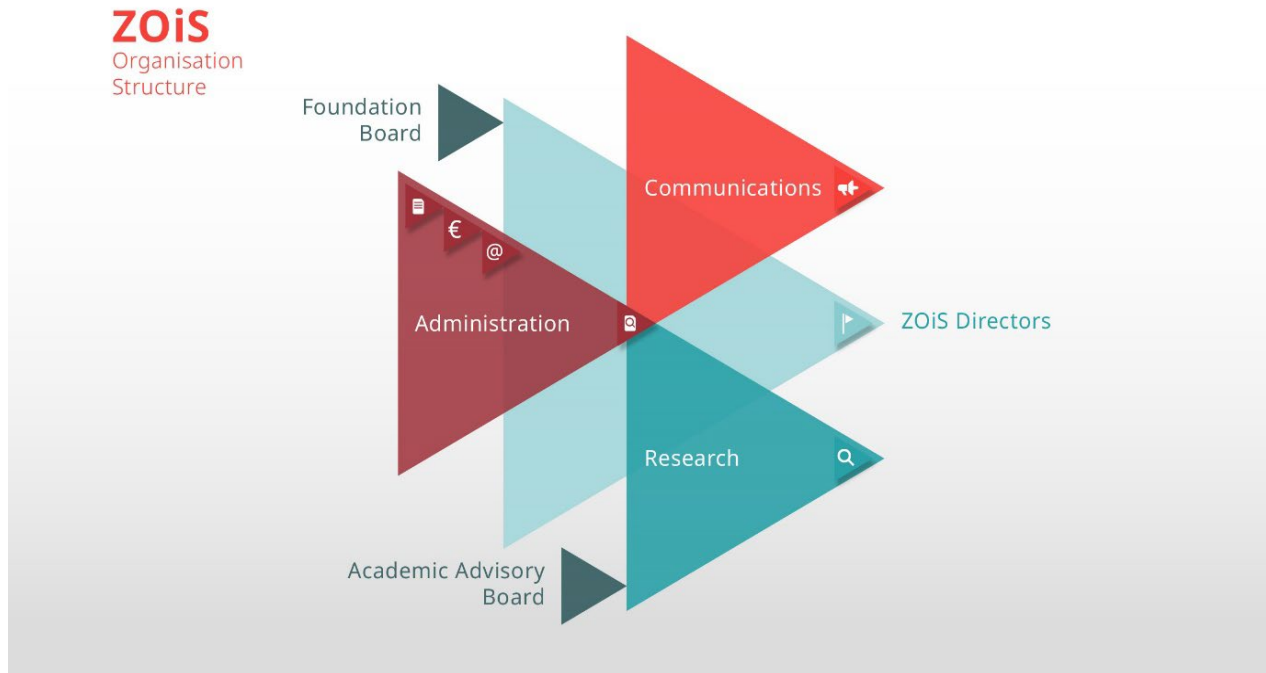 ZOiS
Organisation
Structure
Foundation
Board
Communications
€
@
Administration
ZOiS Directors
Research
Academic Advisory
Board